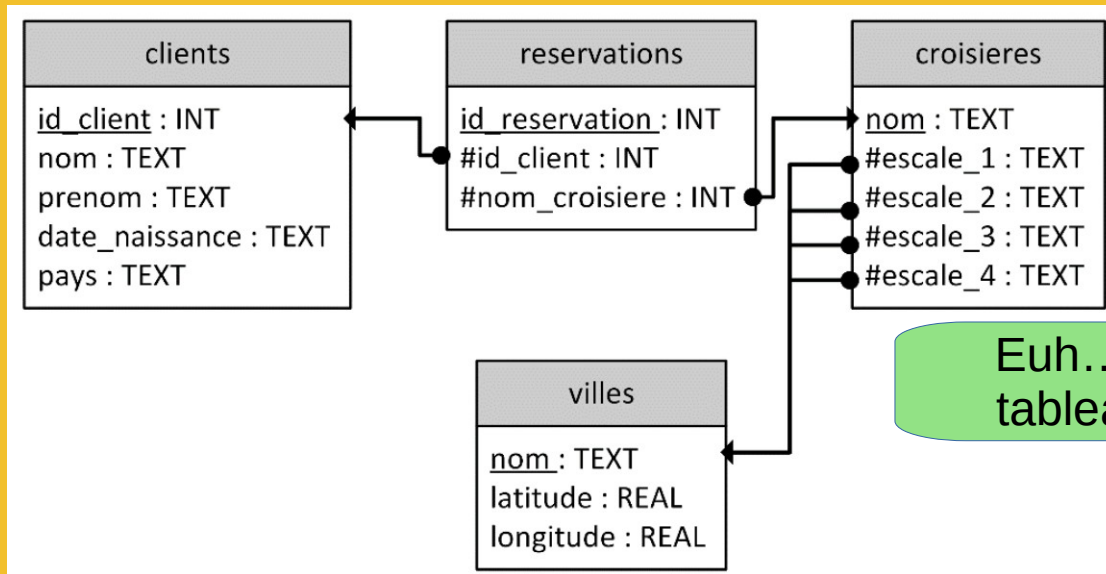 clients
id_client : INT
nom : TEXT
prenom : TEXT
date_naissance : TEXT
pays : TEXT
reservations
id_reservation : INT
#id_client : INT
#nom_croisiere : INT
croisieres
nom : TEXT
#escale_1 : TEXT
#escale_2 : TEXT
#escale_3 : TEXT
#escale_4 : TEXT
villes
nom : TEXT
latitude : REAL
longitude : REAL
Euh..